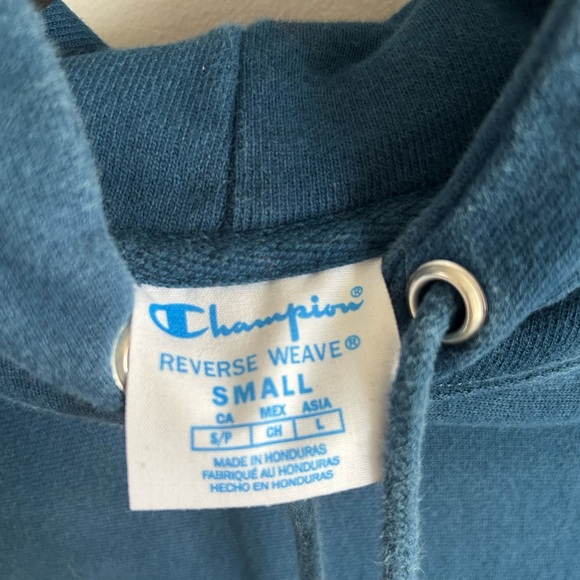 Champion®
REVERSE WEAVE®
SMALL
CA MEX ASIA
S/P CH L
MADE IN HONDURAS
FABRIQUÉ AU HONDURAS
HECHO EN HONDURAS